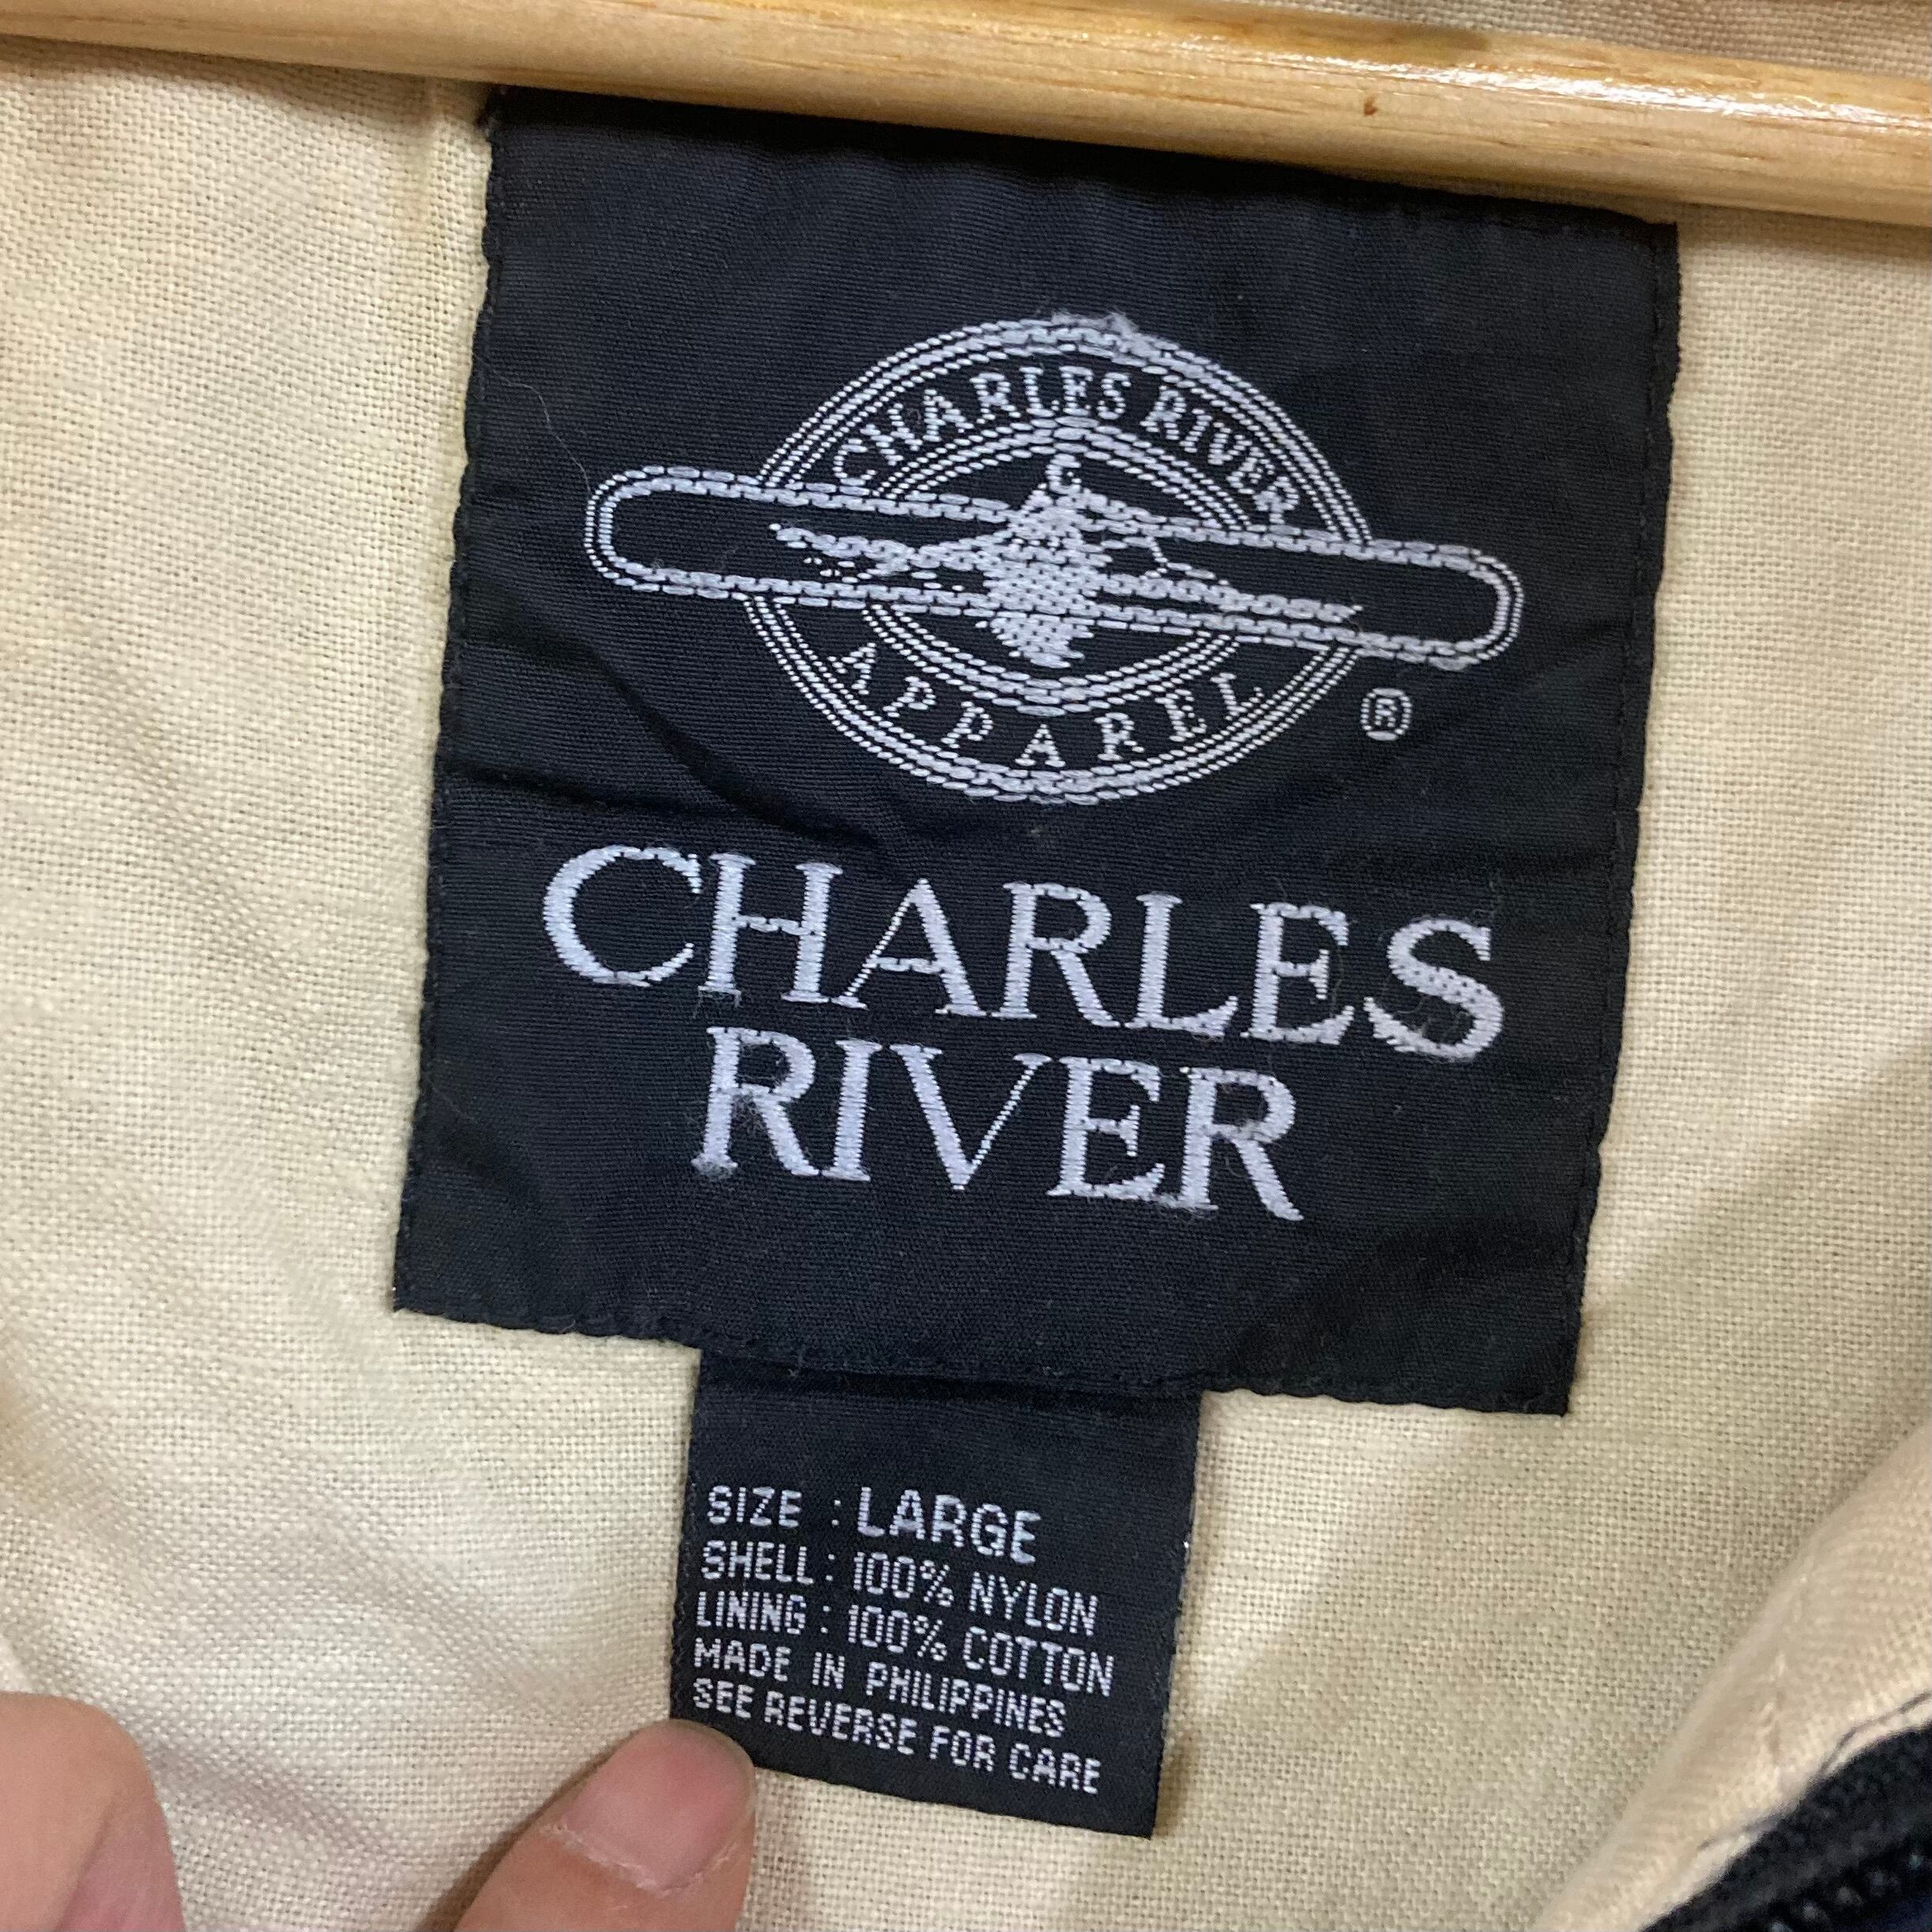 CHARLES RIVER
APPAREL
®
CHARLES
RIVER
SIZE : LARGE
SHELL : 100% NYLON
LINING : 100% COTTON
MADE IN PHILIPPINES
SEE REVERSE FOR CARE